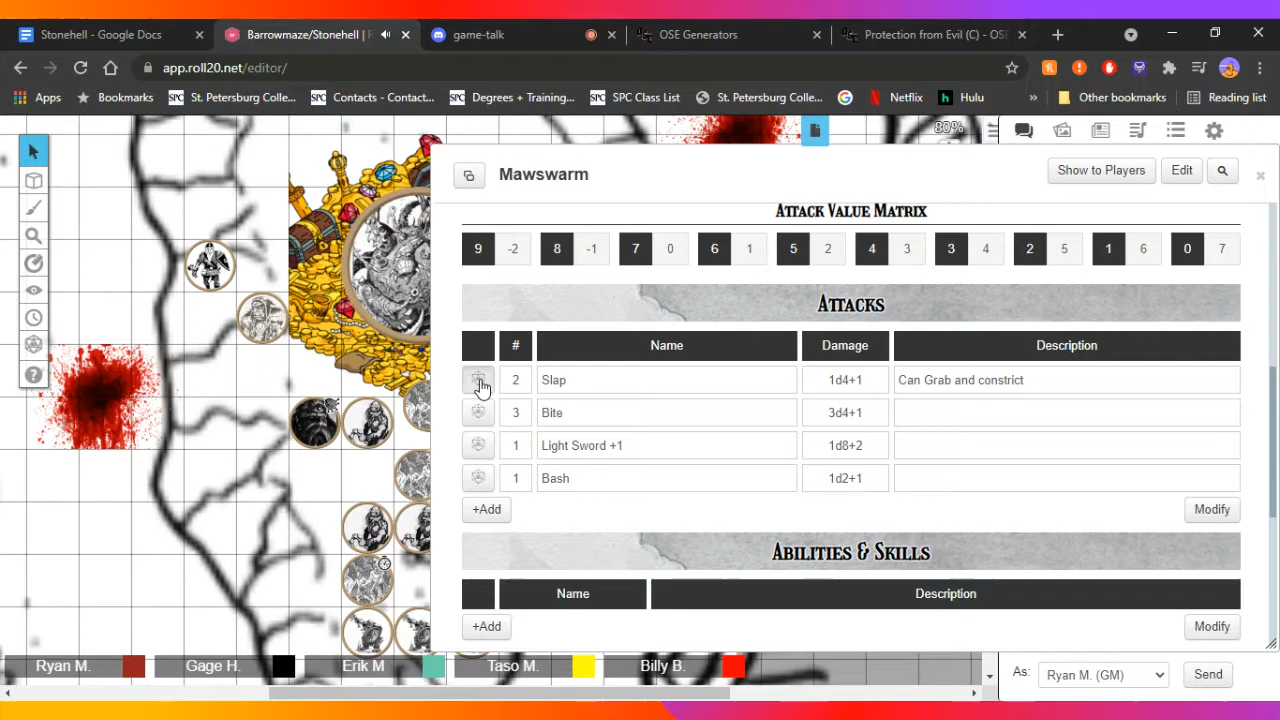 Stonehell - Google Docs
Barrowmaze/Stonehell |
game-talk
OSE Generators
Protection from Evil (C) - OSE
app.roll20.net/editor/
Apps
Bookmarks
St. Petersburg Colle...
Contacts - Contact...
Degrees + Training...
SPC Class List
St. Petersburg Colle...
Netflix
Hulu
»
Other bookmarks
Reading list
80%
Mawswarm
Show to Players
Edit
Attack Value Matrix
9 -2 8 -1 7 0 6 1 5 2 4 3 3 4 2 5 1 6 0 7
Attacks
# Name Damage Description
2 Slap 1d4+1 Can Grab and constrict
3 Bite 3d4+1
1 Light Sword +1 1d8+2
1 Bash 1d2+1
+Add Modify
Abilities & Skills
Name Description
+Add Modify
Ryan M. Gage H. Erik M Taso M. Billy B.
As: Ryan M. (GM) Send